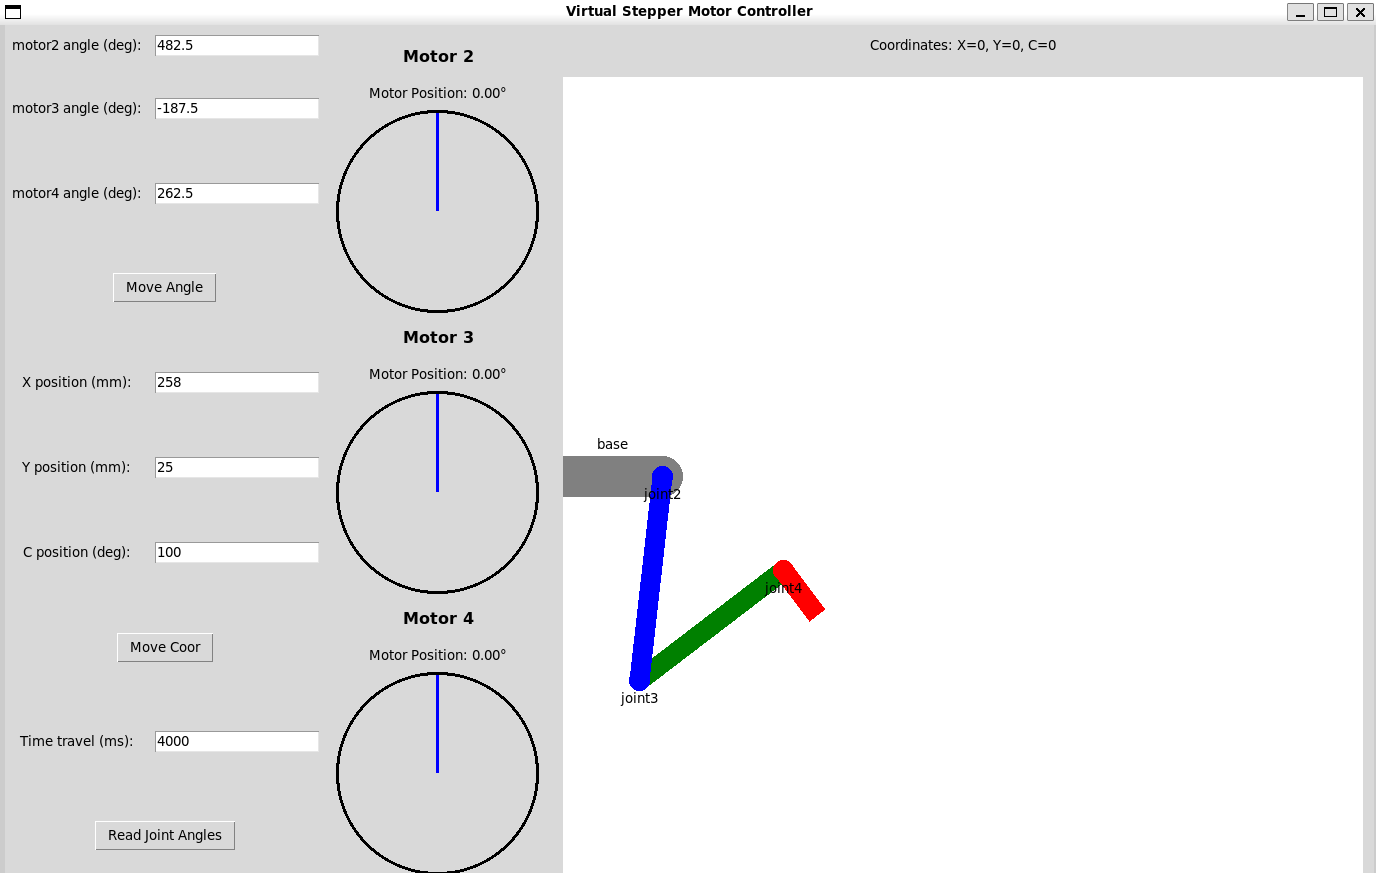 Virtual Stepper Motor Controller
motor2 angle (deg): 482.5
motor3 angle (deg): -187.5
motor4 angle (deg): 262.5
Move Angle
X position (mm): 258
Y position (mm): 25
C position (deg): 100
Move Coor
Time travel (ms): 4000
Read Joint Angles
Motor 2
Motor Position: 0.00°
Motor 3
Motor Position: 0.00°
Motor 4
Motor Position: 0.00°
Coordinates: X=0, Y=0, C=0
base
joint2
joint4
joint3